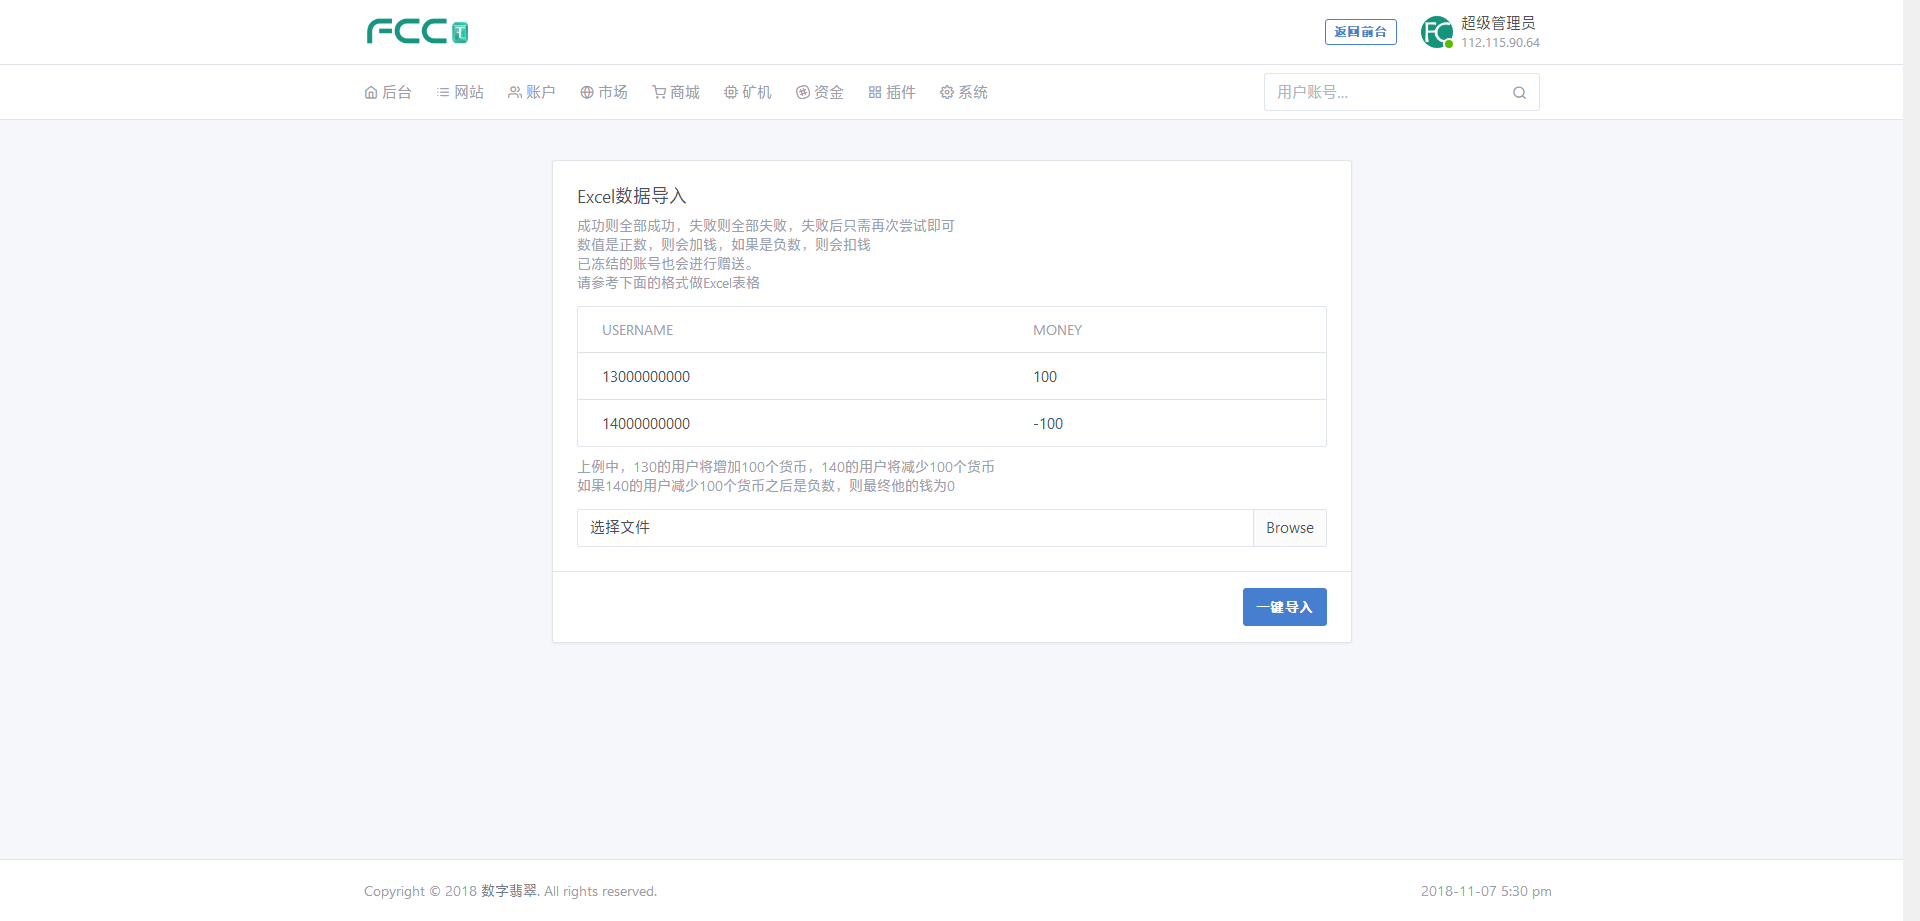 FCC
返回前台
超级管理员
112.115.90.64
后台 网站 账户 市场 商城 矿机 资金 插件 系统
用户账号...
Excel数据导入
成功则全部成功，失败则全部失败，失败后只需再次尝试即可
数值是正数，则会加钱，如果是负数，则会扣钱
已冻结的账号也会进行赠送。
请参考下面的格式做Excel表格
USERNAME MONEY
13000000000 100
14000000000 -100
上例中，130的用户将增加100个货币，140的用户将减少100个货币
如果140的用户减少100个货币之后是负数，则最终他的钱为0
选择文件 Browse
一键导入
Copyright © 2018 数字翡翠. All rights reserved.
2018-11-07 5:30 pm